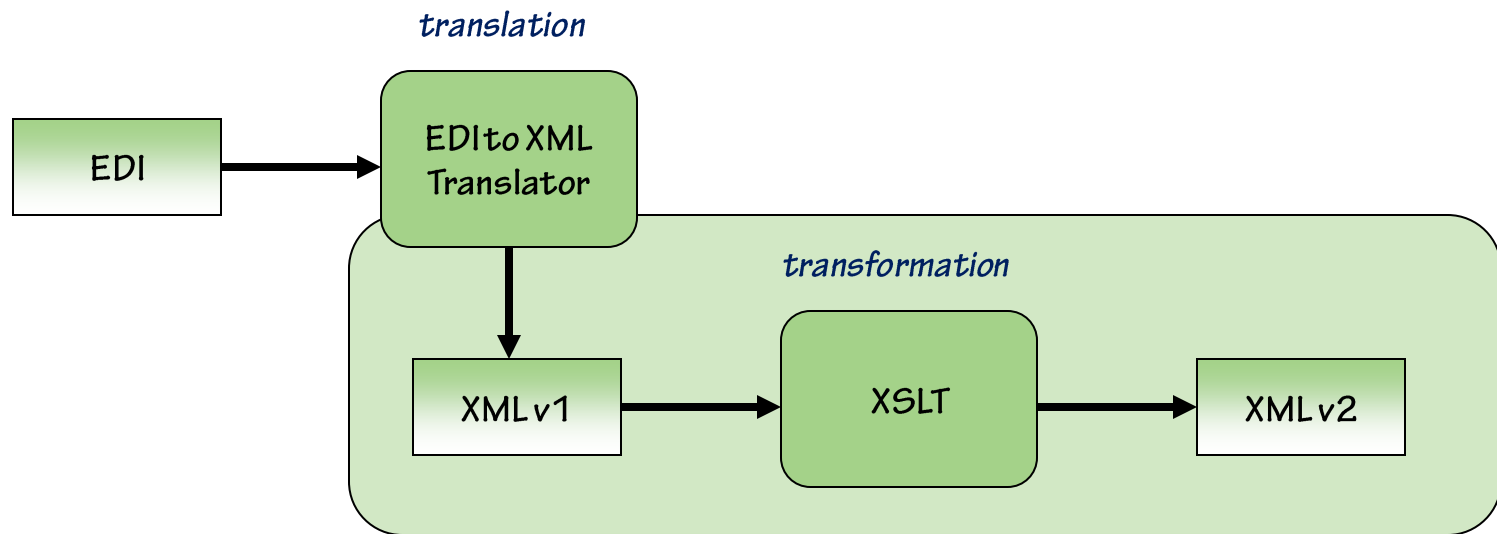 translation
EDI
EDI to XML
Translator
transformation
XML v1
XSLT
XML v2